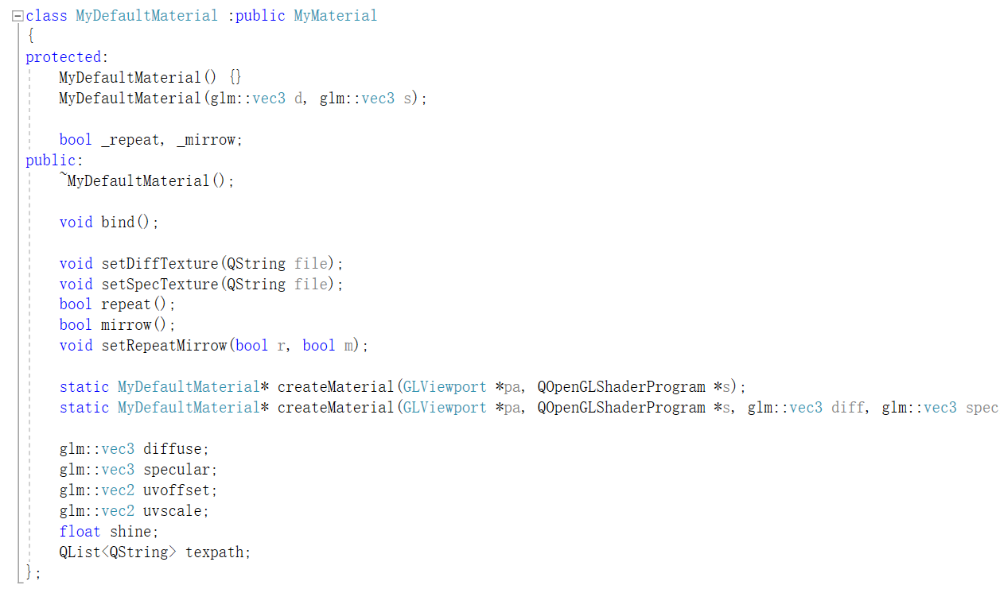 class MyDefaultMaterial :public MyMaterial
{
protected:
    MyDefaultMaterial() {}
    MyDefaultMaterial(glm::vec3 d, glm::vec3 s);

    bool _repeat, _mirrow;
public:
    ~MyDefaultMaterial();

    void bind();

    void setDiffTexture(QString file);
    void setSpecTexture(QString file);
    bool repeat();
    bool mirrow();
    void setRepeatMirrow(bool r, bool m);

    static MyDefaultMaterial* createMaterial(GLViewport *pa, QOpenGLShaderProgram *s);
    static MyDefaultMaterial* createMaterial(GLViewport *pa, QOpenGLShaderProgram *s, glm::vec3 diff, glm::vec3 spec

    glm::vec3 diffuse;
    glm::vec3 specular;
    glm::vec2 uvoffset;
    glm::vec2 uvscale;
    float shine;
    QList<QString> texpath;
};